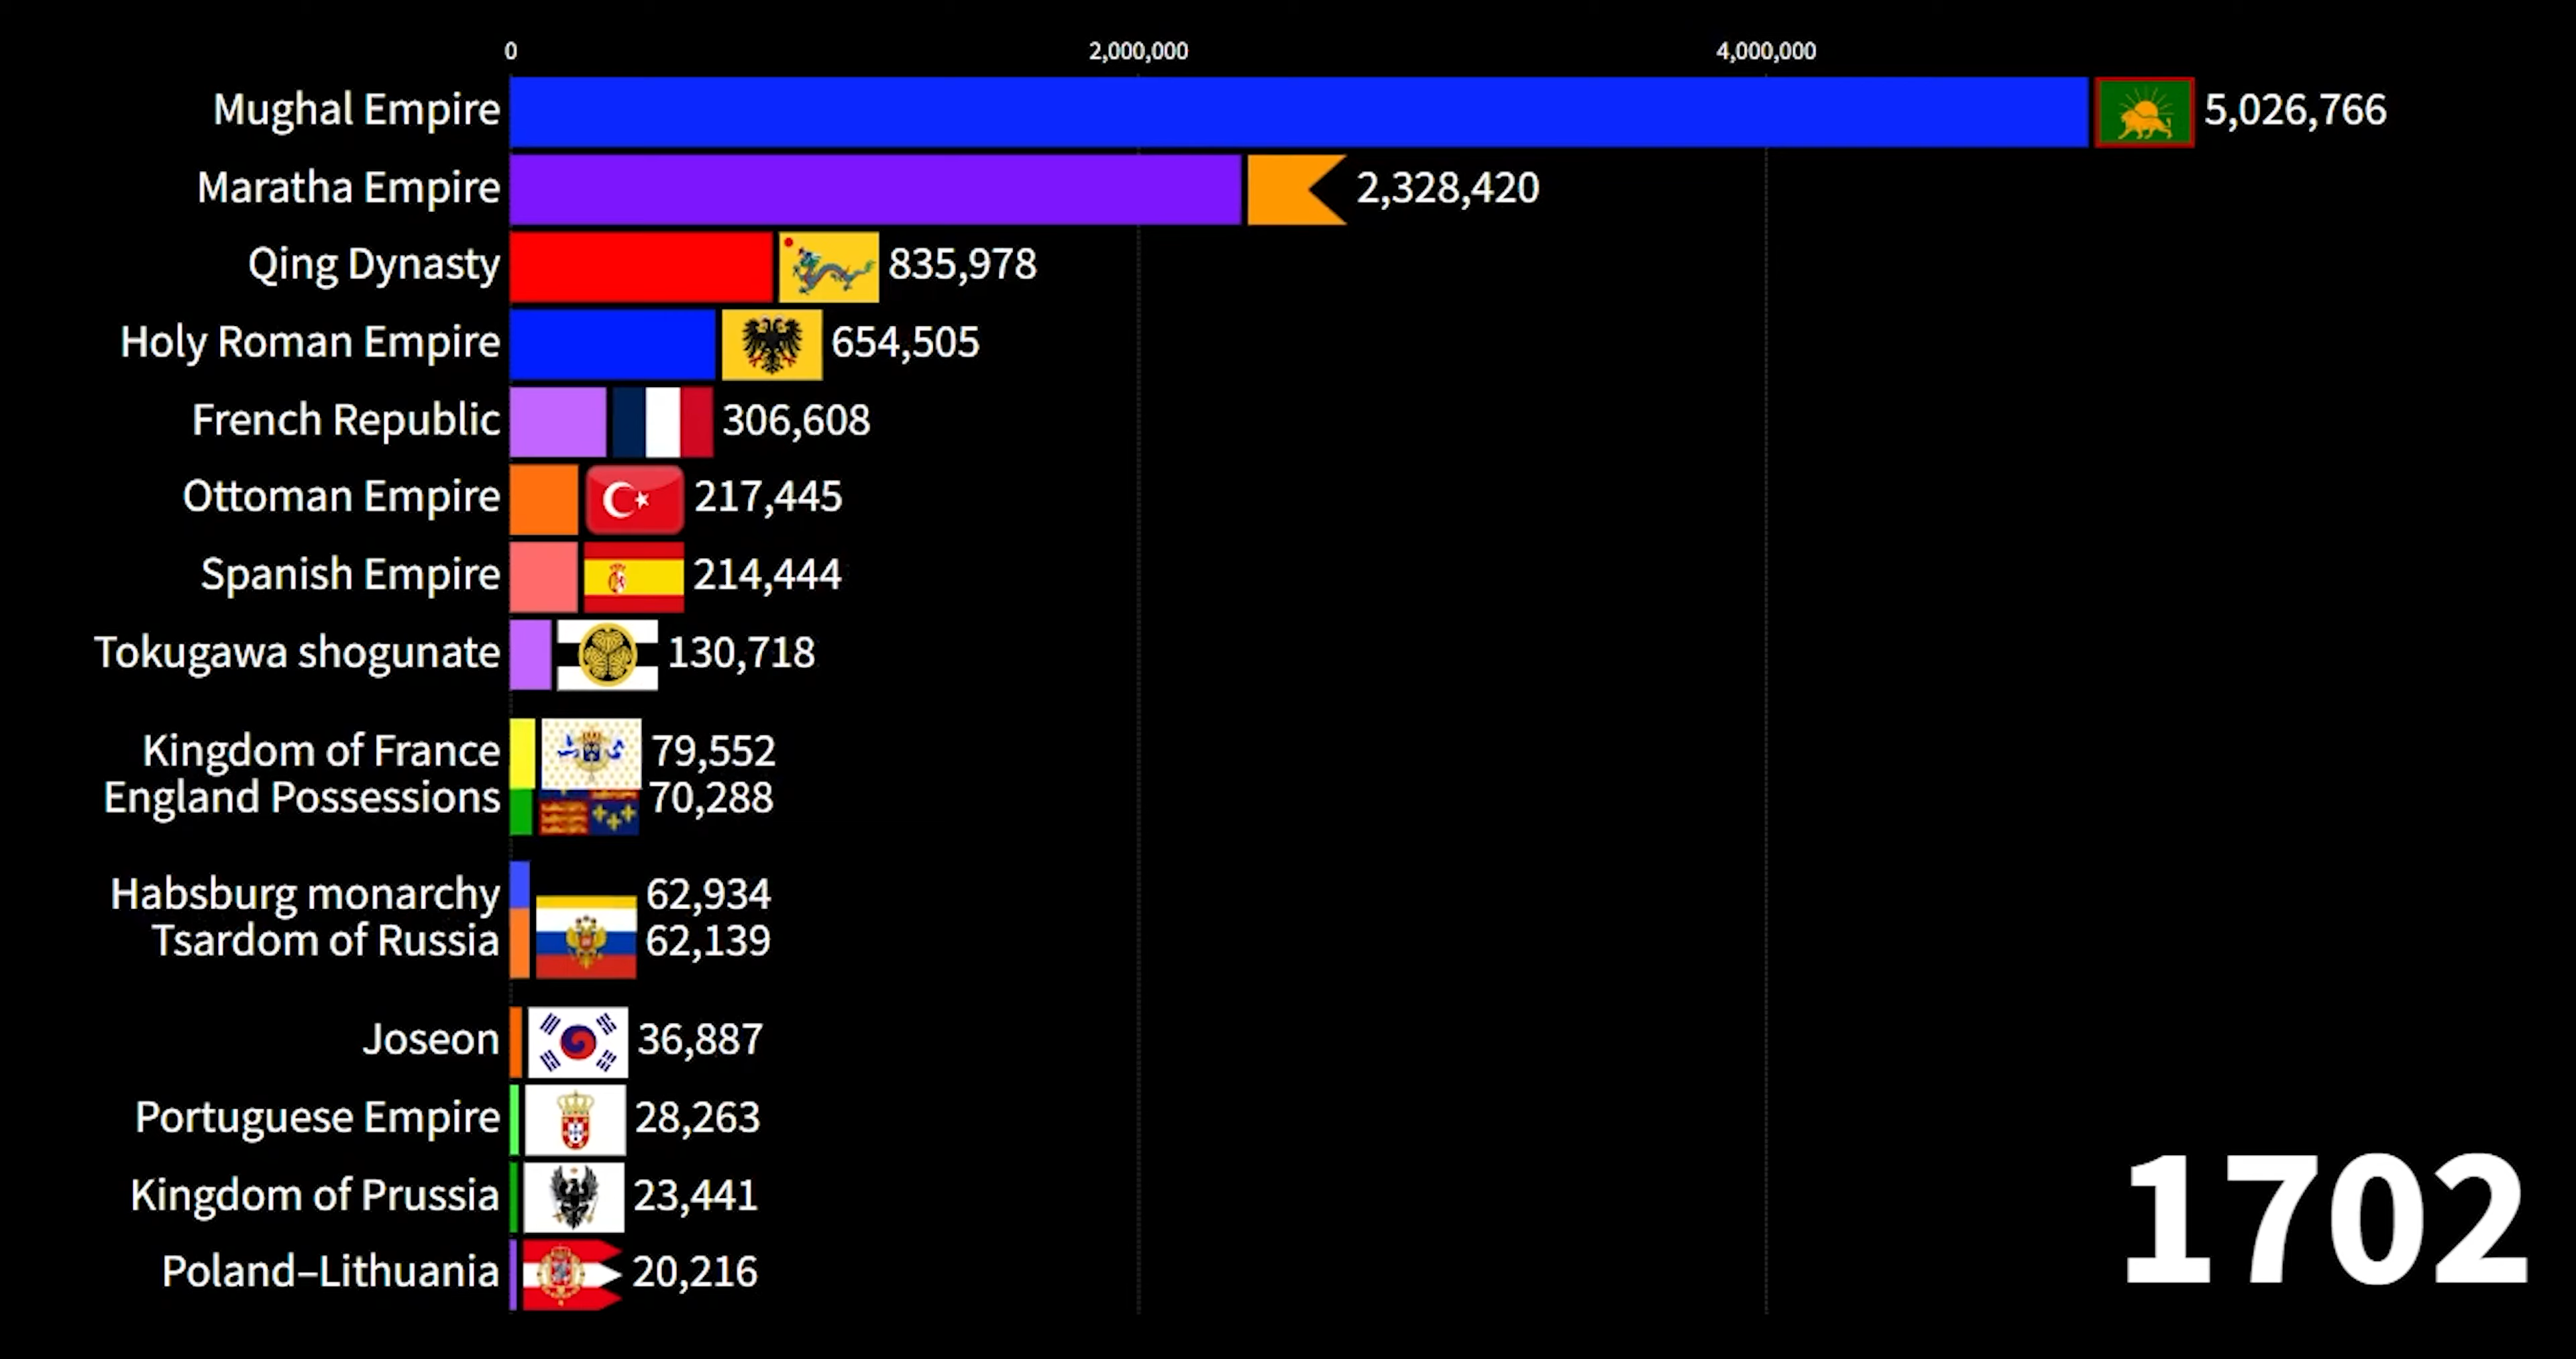 0 2,000,000 4,000,000
Mughal Empire 5,026,766
Maratha Empire 2,328,420
Qing Dynasty 835,978
Holy Roman Empire 654,505
French Republic 306,608
Ottoman Empire 217,445
Spanish Empire 214,444
Tokugawa shogunate 130,718
Kingdom of France 79,552
England Possessions 70,288
Habsburg monarchy 62,934
Tsardom of Russia 62,139
Joseon 36,887
Portuguese Empire 28,263
Kingdom of Prussia 23,441
Poland–Lithuania 20,216
1702